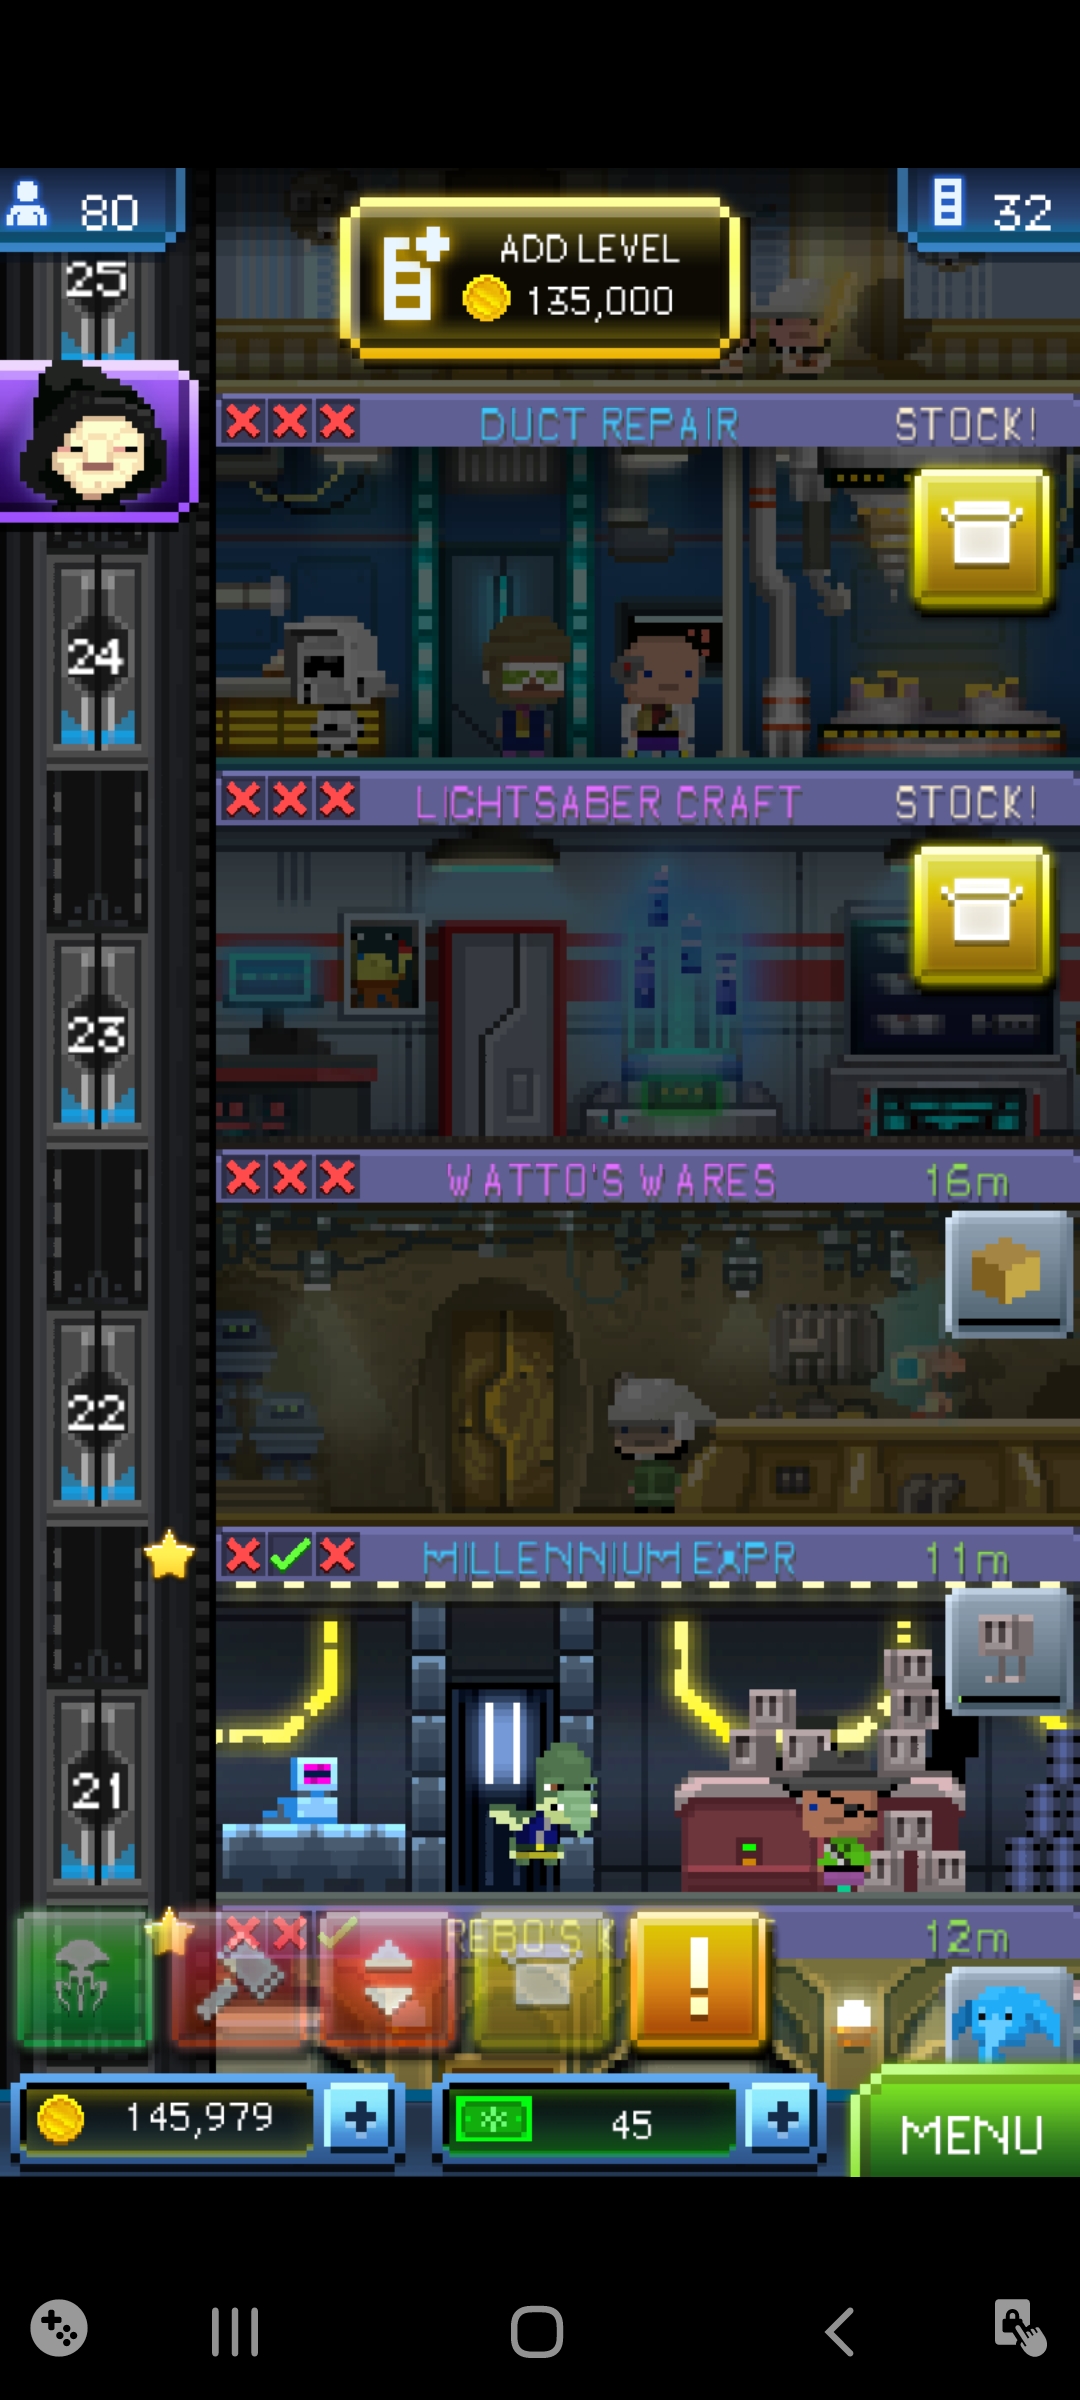 80
32
25
ADD LEVEL
135,000
DUCT REPAIR
STOCK!
24
LIGHTSABER CRAFT
STOCK!
23
WATTO'S WARES
16m
22
MILLENNIUM EXPR
11m
21
REBO'S K
12m
!
145,979
45
MENU